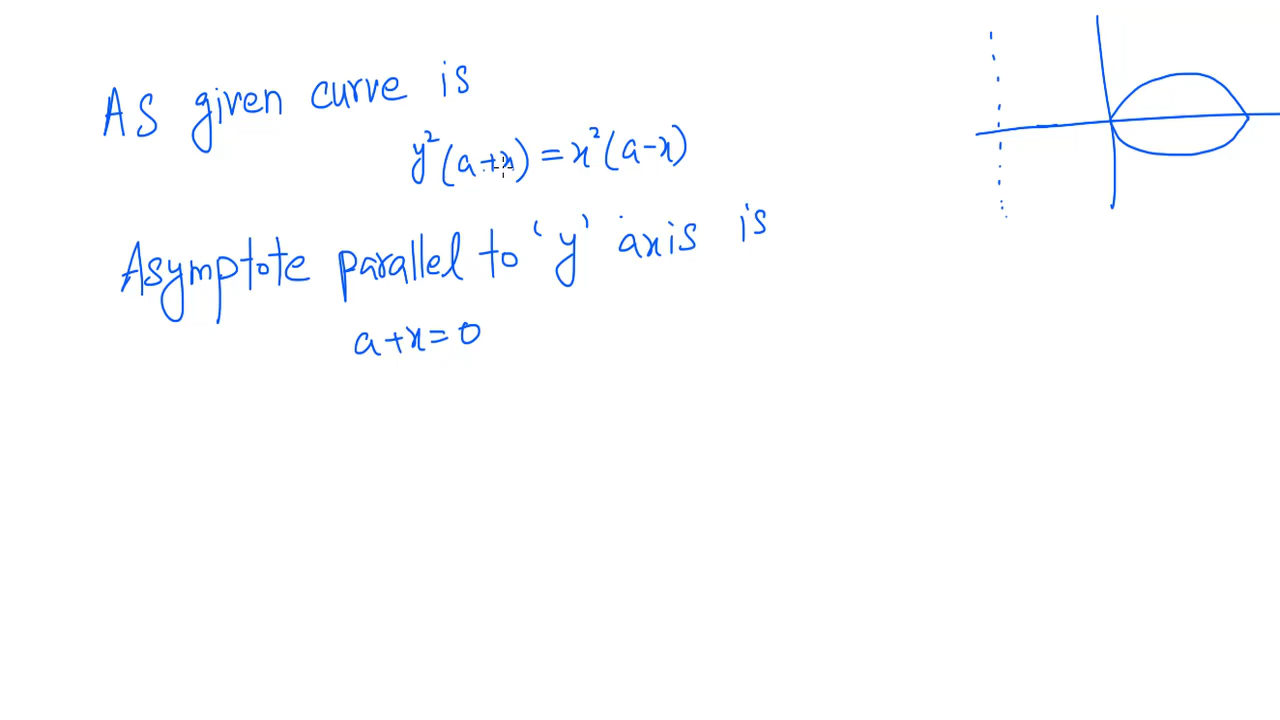 As given curve is
y²(a+x) = x²(a-x)
Asymptote parallel to 'y' axis is
a+x=0